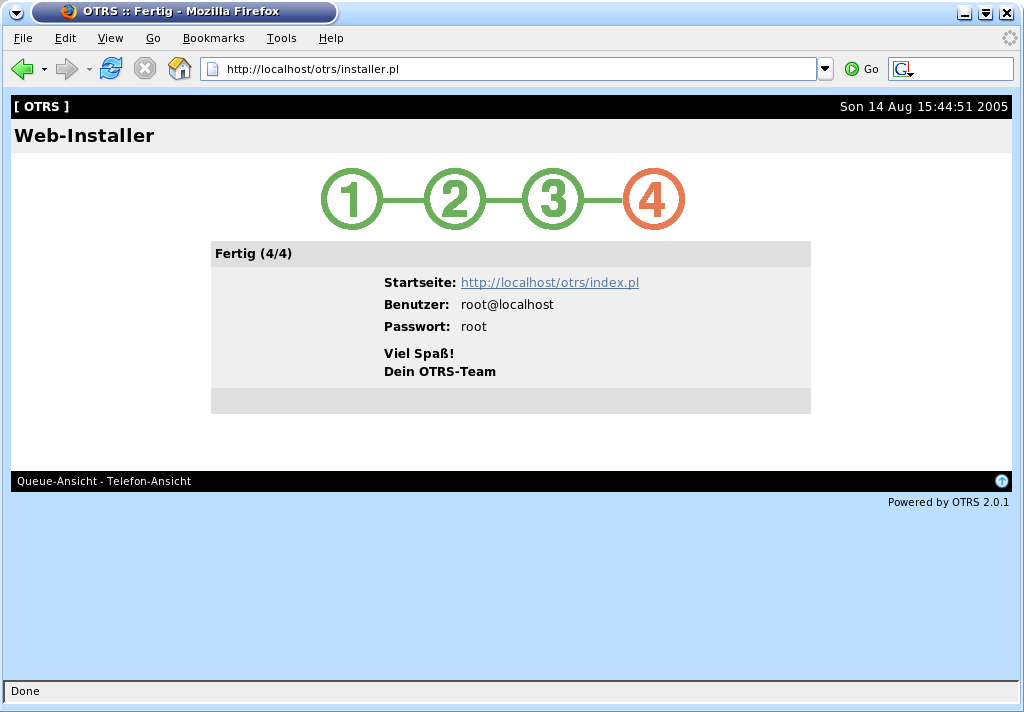 OTRS :: Fertig - Mozilla Firefox
File Edit View Go Bookmarks Tools Help
http://localhost/otrs/installer.pl Go G
[ OTRS ] Son 14 Aug 15:44:51 2005
Web-Installer
1 2 3 4
Fertig (4/4)
Startseite: http://localhost/otrs/index.pl
Benutzer: root@localhost
Passwort: root
Viel Spaß!
Dein OTRS-Team
Queue-Ansicht - Telefon-Ansicht
Powered by OTRS 2.0.1
Done